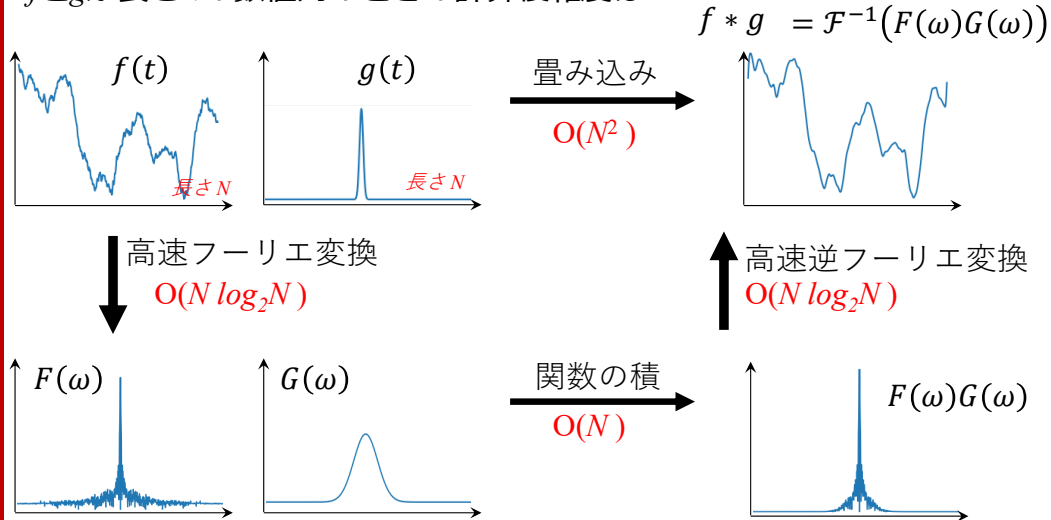 f * g = ℱ⁻¹(F(ω)G(ω))
f(t)
g(t)
畳み込み
O(N²)
長さN
長さN
高速フーリエ変換
O(N log₂N)
高速逆フーリエ変換
O(N log₂N)
F(ω)
G(ω)
関数の積
O(N)
F(ω)G(ω)